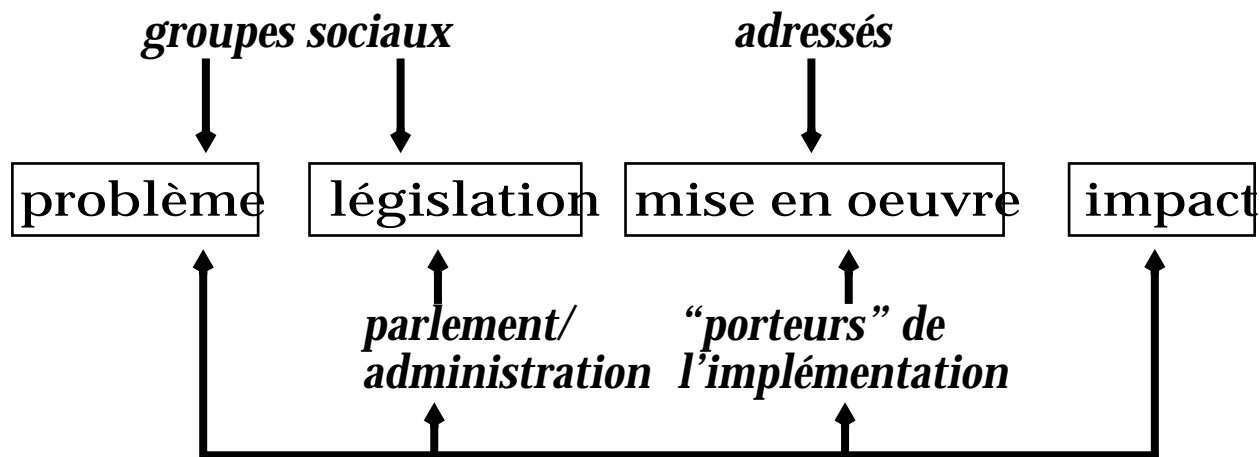 groupes sociaux
adressés
problème
législation
mise en oeuvre
impact
parlement/
administration
“porteurs” de
l’implémentation